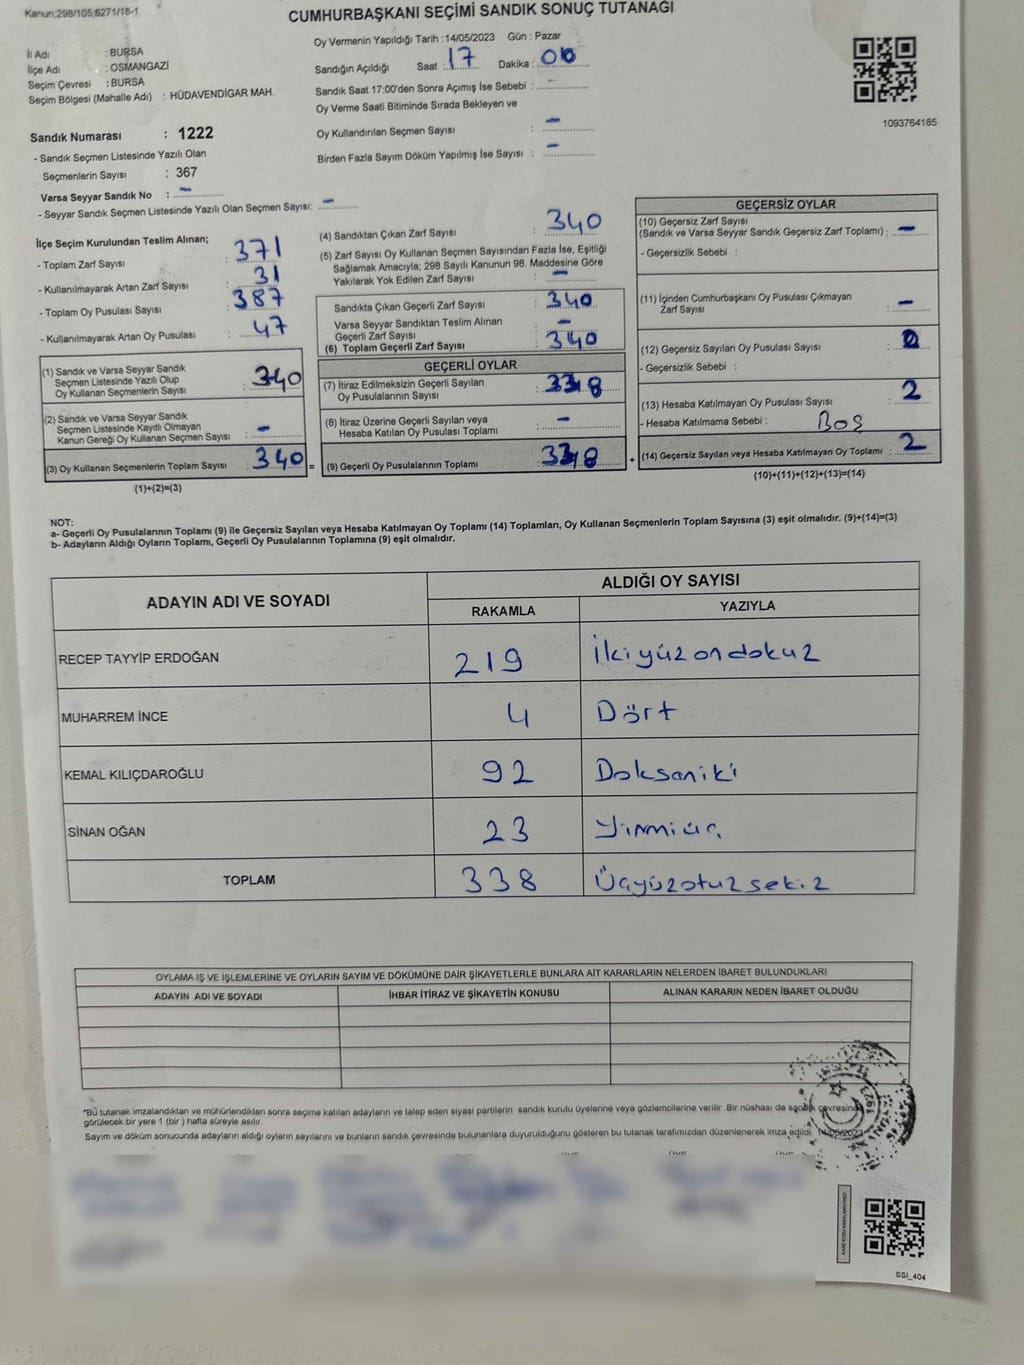 Kanun:298/105;6271/18-1
CUMHURBAŞKANI SEÇİMİ SANDIK SONUÇ TUTANAĞI
İl Adı : BURSA
İlçe Adı : OSMANGAZİ
Seçim Çevresi : BURSA
Seçim Bölgesi (Mahalle Adı) : HÜDAVENDİGAR MAH.
Sandık Numarası : 1222
- Sandık Seçmen Listesinde Yazılı Olan
Seçmenlerin Sayısı : 367
Varsa Seyyar Sandık No : -
- Seyyar Sandık Seçmen Listesinde Yazılı Olan Seçmen Sayısı: -
Oy Vermenin Yapıldığı Tarih :14/05/2023 Gün : Pazar
Sandığın Açıldığı Saat : 17 Dakika : 00
Sandık Saat 17:00'den Sonra Açımış İse Sebebi : -
Oy Verme Saati Bitiminde Sırada Bekleyen ve
Oy Kullandırılan Seçmen Sayısı : -
Birden Fazla Sayım Döküm Yapılmış İse Sayısı : -
1093764185
İlçe Seçim Kurulundan Teslim Alınan;
- Toplam Zarf Sayısı : 371
- Kullanılmayarak Artan Zarf Sayısı : 31
- Toplam Oy Pusulası Sayısı : 387
- Kullanılmayarak Artan Oy Pusulası : 47
(1) Sandık ve Varsa Seyyar Sandık
Seçmen Listesinde Yazılı Olup
Oy Kullanan Seçmenlerin Sayısı : 340
(2) Sandık ve Varsa Seyyar Sandık
Seçmen Listesinde Kayıtlı Olmayan
Kanun Gereği Oy Kullanan Seçmen Sayısı : -
(3) Oy Kullanan Seçmenlerin Toplam Sayısı : 340 =
(1)+(2)=(3)
(4) Sandıktan Çıkan Zarf Sayısı : 340
(5) Zarf Sayısı Oy Kullanan Seçmen Sayısından Fazla İse, Eşitliği
Sağlamak Amacıyla; 298 Sayılı Kanunun 98. Maddesine Göre
Yakılarak Yok Edilen Zarf Sayısı : -
Sandıkta Çıkan Geçerli Zarf Sayısı : 340
Varsa Seyyar Sandıktan Teslim Alınan
Geçerli Zarf Sayısı : -
(6) Toplam Geçerli Zarf Sayısı : 340
GEÇERLİ OYLAR
(7) İtiraz Edilmeksizin Geçerli Sayılan
Oy Pusulalarının Sayısı : 338
(8) İtiraz Üzerine Geçerli Sayılan veya
Hesaba Katılan Oy Pusulası Toplamı : -
(9) Geçerli Oy Pusulalarının Toplamı : 338 +
GEÇERSİZ OYLAR
(10) Geçersiz Zarf Sayısı
(Sandık ve Varsa Seyyar Sandık Geçersiz Zarf Toplamı) : -
- Geçersizlik Sebebi :
(11) İçinden Cumhurbaşkanı Oy Pusulası Çıkmayan
Zarf Sayısı : -
(12) Geçersiz Sayılan Oy Pusulası Sayısı :
- Geçersizlik Sebebi :
(13) Hesaba Katılmayan Oy Pusulası Sayısı : 2
- Hesaba Katılmama Sebebi : Boş
(14) Geçersiz Sayılan veya Hesaba Katılmayan Oy Toplamı : 2
(10)+(11)+(12)+(13)=(14)
NOT:
a- Geçerli Oy Pusulalarının Toplamı (9) ile Geçersiz Sayılan veya Hesaba Katılmayan Oy Toplamı (14) Toplamları, Oy Kullanan Seçmenlerin Toplam Sayısına (3) eşit olmalıdır. (9)+(14)=(3)
b- Adayların Aldığı Oyların Toplamı, Geçerli Oy Pusulalarının Toplamına (9) eşit olmalıdır.
ADAYIN ADI VE SOYADI
ALDIĞI OY SAYISI
RAKAMLA YAZIYLA
RECEP TAYYİP ERDOĞAN 219 İkiyüzondokuz
MUHARREM İNCE 4 Dört
KEMAL KILIÇDAROĞLU 92 Doksaniki
SİNAN OĞAN 23 Yirmiüç
TOPLAM 338 Üçyüzotuzsekiz
OYLAMA İŞ VE İŞLEMLERİNE VE OYLARIN SAYIM VE DÖKÜMÜNE DAİR ŞİKAYETLERLE BUNLARA AİT KARARLARIN NELERDEN İBARET BULUNDUKLARI
ADAYIN ADI VE SOYADI İHBAR İTİRAZ VE ŞİKAYETİN KONUSU ALINAN KARARIN NEDEN İBARET OLDUĞU
*Bu tutanak imzalandıktan ve mühürlendikten sonra seçime katılan adayların ve talep eden siyasi partilerin sandık kurulu üyelerine veya gözlemcilerine verilir. Bir nüshası da sandık çevresinde
görülecek bir yere 1 (bir ) hafta süreyle asılır.
Sayım ve döküm sonucunda adayların aldığı oyların sayılarını ve bunların sandık çevresinde bulunanlara duyurulduğunu gösteren bu tutanak tarafımızdan düzenlenerek imza edildi. 14/05/2023
SSI_404